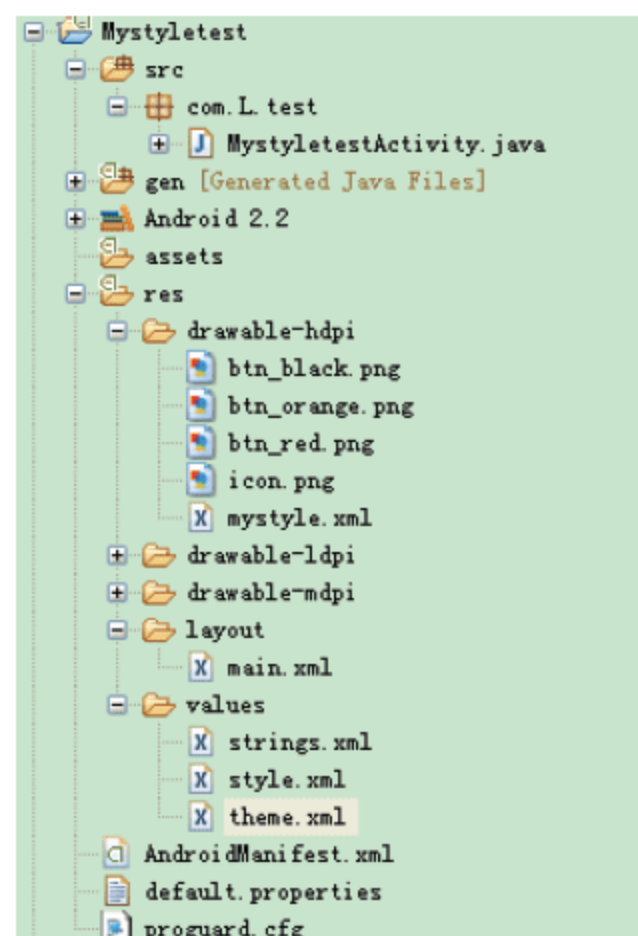 Mystyletest
src
com.L.test
MystyletestActivity.java
gen [Generated Java Files]
Android 2.2
assets
res
drawable-hdpi
btn_black.png
btn_orange.png
btn_red.png
icon.png
mystyle.xml
drawable-ldpi
drawable-mdpi
layout
main.xml
values
strings.xml
style.xml
theme.xml
AndroidManifest.xml
default.properties
proguard.cfg